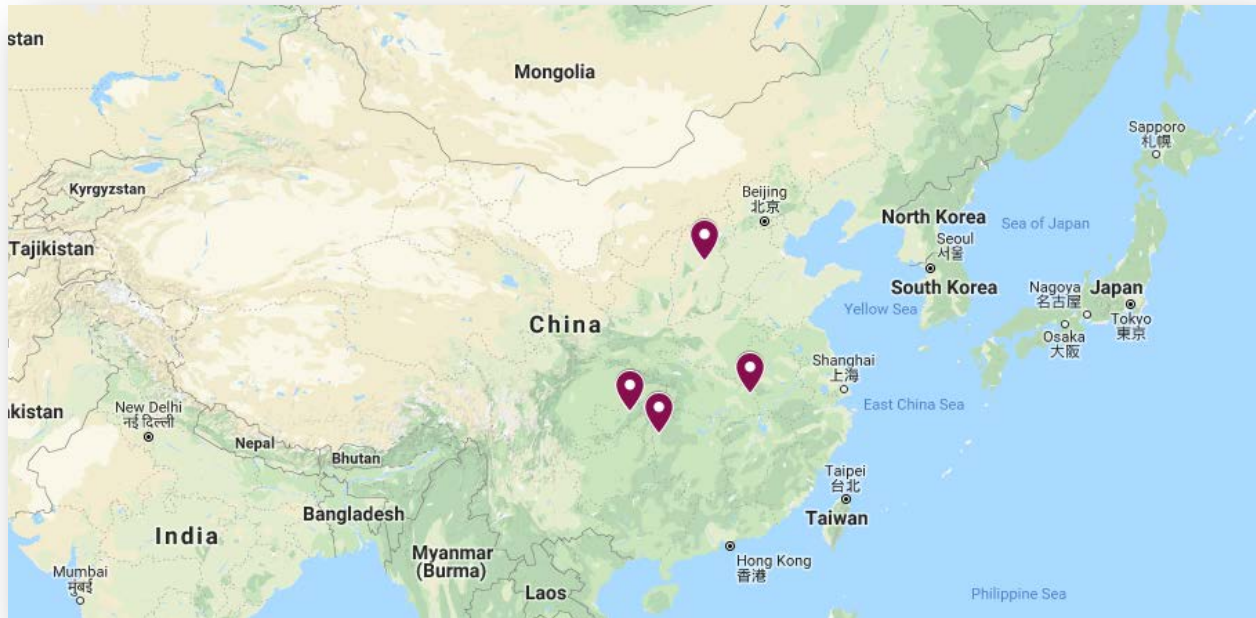 stan
Mongolia
Sapporo
札幌
Kyrgyzstan
Beijing
北京
North Korea
Sea of Japan
Tajikistan
Seoul
서울
South Korea
Nagoya
名古屋
Japan
Yellow Sea
China
Tokyo
東京
Osaka
大阪
Shanghai
上海
East China Sea
kistan
New Delhi
नई दिल्ली
Nepal
Bhutan
Taipei
台北
Bangladesh
Taiwan
India
Myanmar
(Burma)
Hong Kong
香港
Mumbai
मुंबई
Laos
Philippine Sea